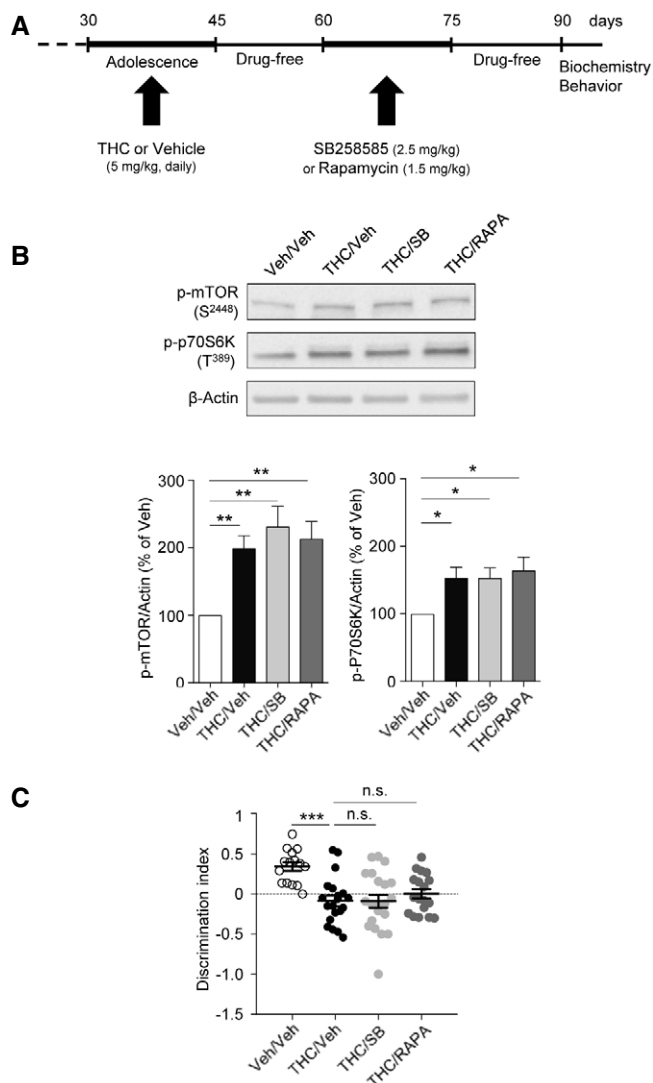 A
30 45 60 75 90 days
Adolescence Drug-free Drug-free Biochemistry
Behavior
THC or Vehicle
(5 mg/kg, daily)
SB258585 (2.5 mg/kg)
or Rapamycin (1.5 mg/kg)
B
Veh/Veh THC/Veh THC/SB THC/RAPA
p-mTOR
(S2448)
p-p70S6K
(T389)
β-Actin
p-mTOR/Actin (% of Veh)
300
200
100
0
**
**
**
Veh/Veh THC/Veh THC/SB THC/RAPA
p-P70S6K/Actin (% of Veh)
300
200
100
0
*
*
*
Veh/Veh THC/Veh THC/SB THC/RAPA
C
Discrimination index
1
0.5
0
-0.5
-1.0
-1.5
n.s.
*** n.s.
Veh/Veh THC/Veh THC/SB THC/RAPA